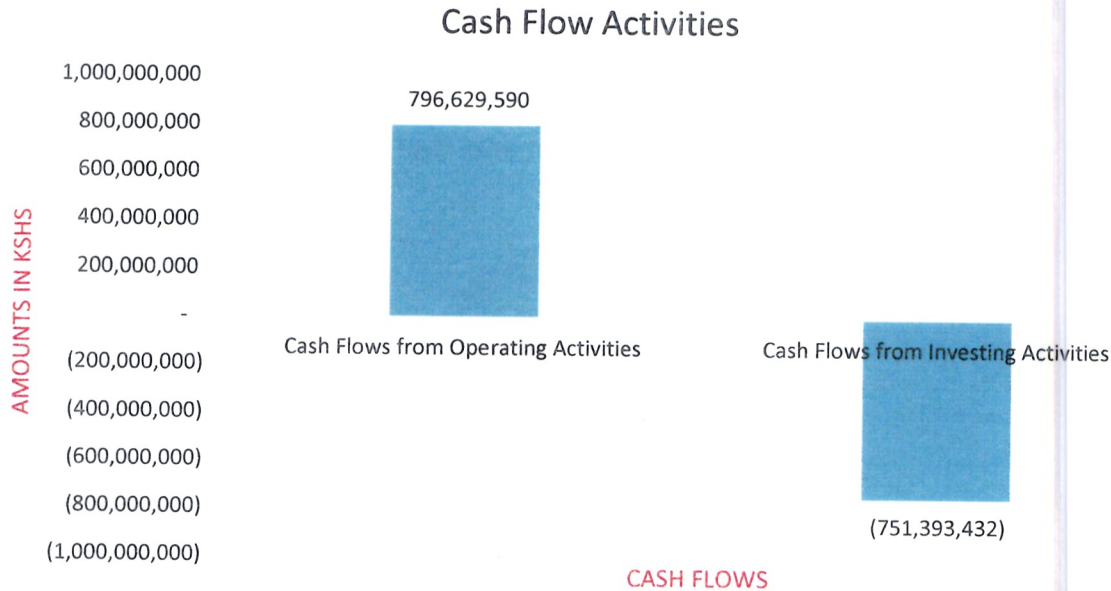 Cash Flow Activities
1,000,000,000
796,629,590
800,000,000
600,000,000
400,000,000
200,000,000
-
AMOUNTS IN KSHS
Cash Flows from Operating Activities
Cash Flows from Investing Activities
(200,000,000)
(400,000,000)
(600,000,000)
(800,000,000)
(751,393,432)
(1,000,000,000)
CASH FLOWS